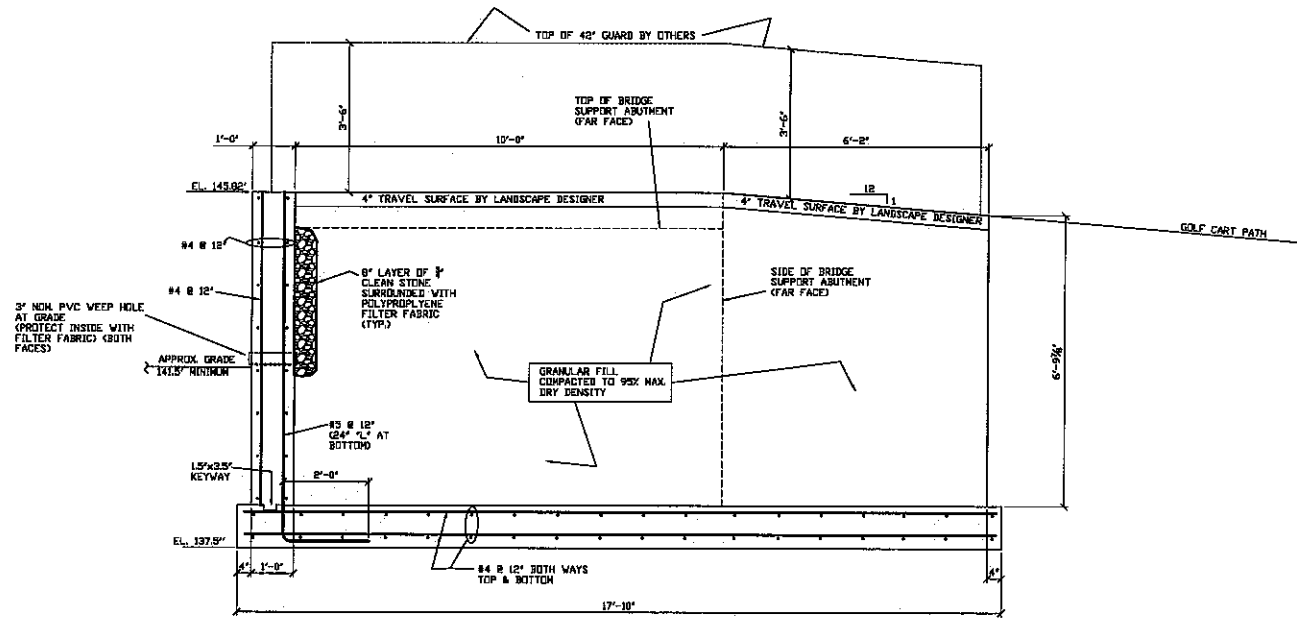 TOP OF 42" GUARD BY OTHERS
TOP OF BRIDGE
SUPPORT ABUTMENT
(FAR FACE)
3'-6"
3'-6"
1'-0"
10'-0"
6'-2"
EL. 145.82'
4" TRAVEL SURFACE BY LANDSCAPE DESIGNER
12
1
4" TRAVEL SURFACE BY LANDSCAPE DESIGNER
GOLF CART PATH
#4 @ 12"
#4 @ 12"
8" LAYER OF
CLEAN STONE
SURROUNDED WITH
POLYPROPLYENE
FILTER FABRIC
(TYP.)
SIDE OF BRIDGE
SUPPORT ABUTMENT
(FAR FACE)
3" NOM. PVC WEEP HOLE
AT GRADE
(PROTECT INSIDE WITH
FILTER FABRIC) (BOTH
FACES)
APPROX. GRADE
141.5' MINIMUM
GRANULAR FILL
COMPACTED TO 95% MAX.
DRY DENSITY
6'-9⅞"
#5 @ 12"
(24" "L" AT
BOTTOM)
1.5"x3.5"
KEYWAY
2'-0"
EL. 137.5'
4"
1'-0"
#4 @ 12" BOTH WAYS
TOP & BOTTOM
4"
17'-10"